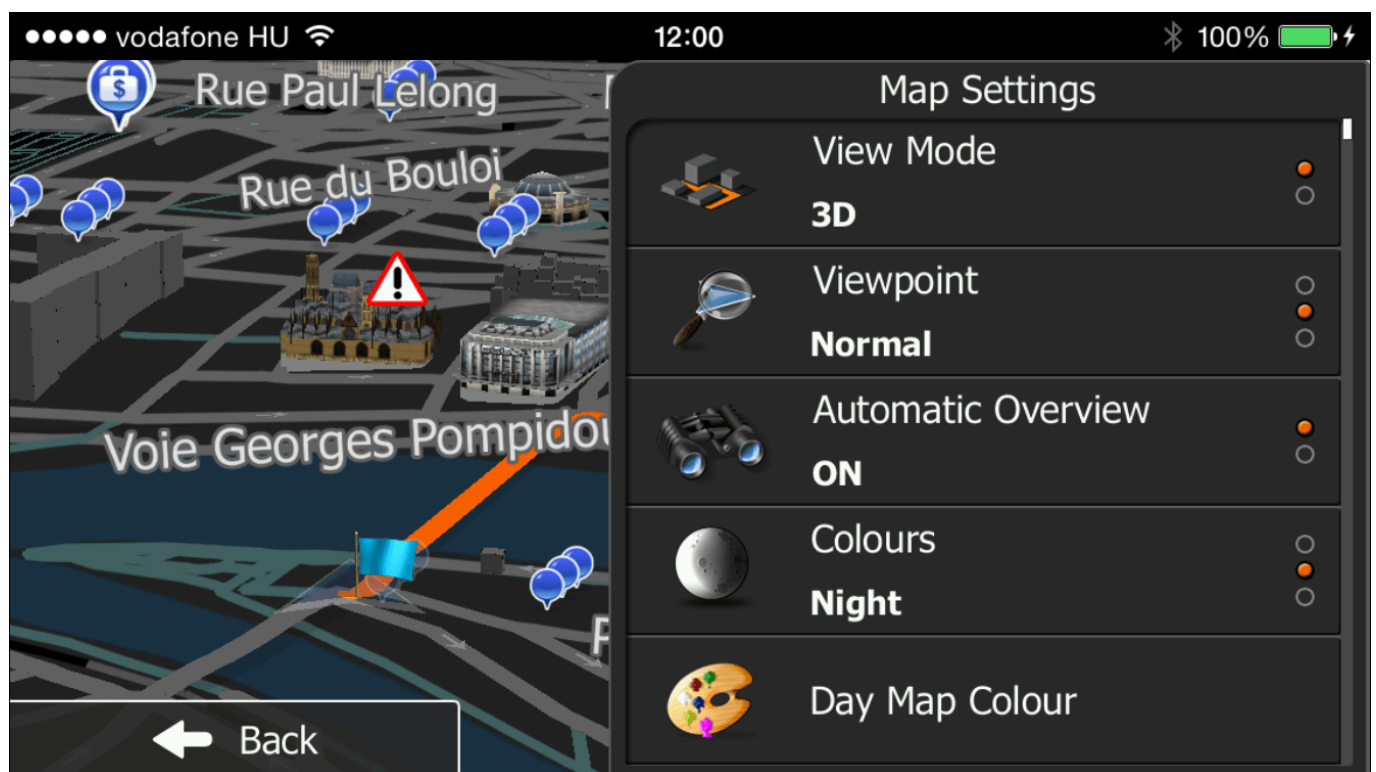 vodafone HU 12:00 100%
Rue Paul Lelong
Rue du Bouloi
Voie Georges Pompidou
Back
Map Settings
View Mode
3D
Viewpoint
Normal
Automatic Overview
ON
Colours
Night
Day Map Colour